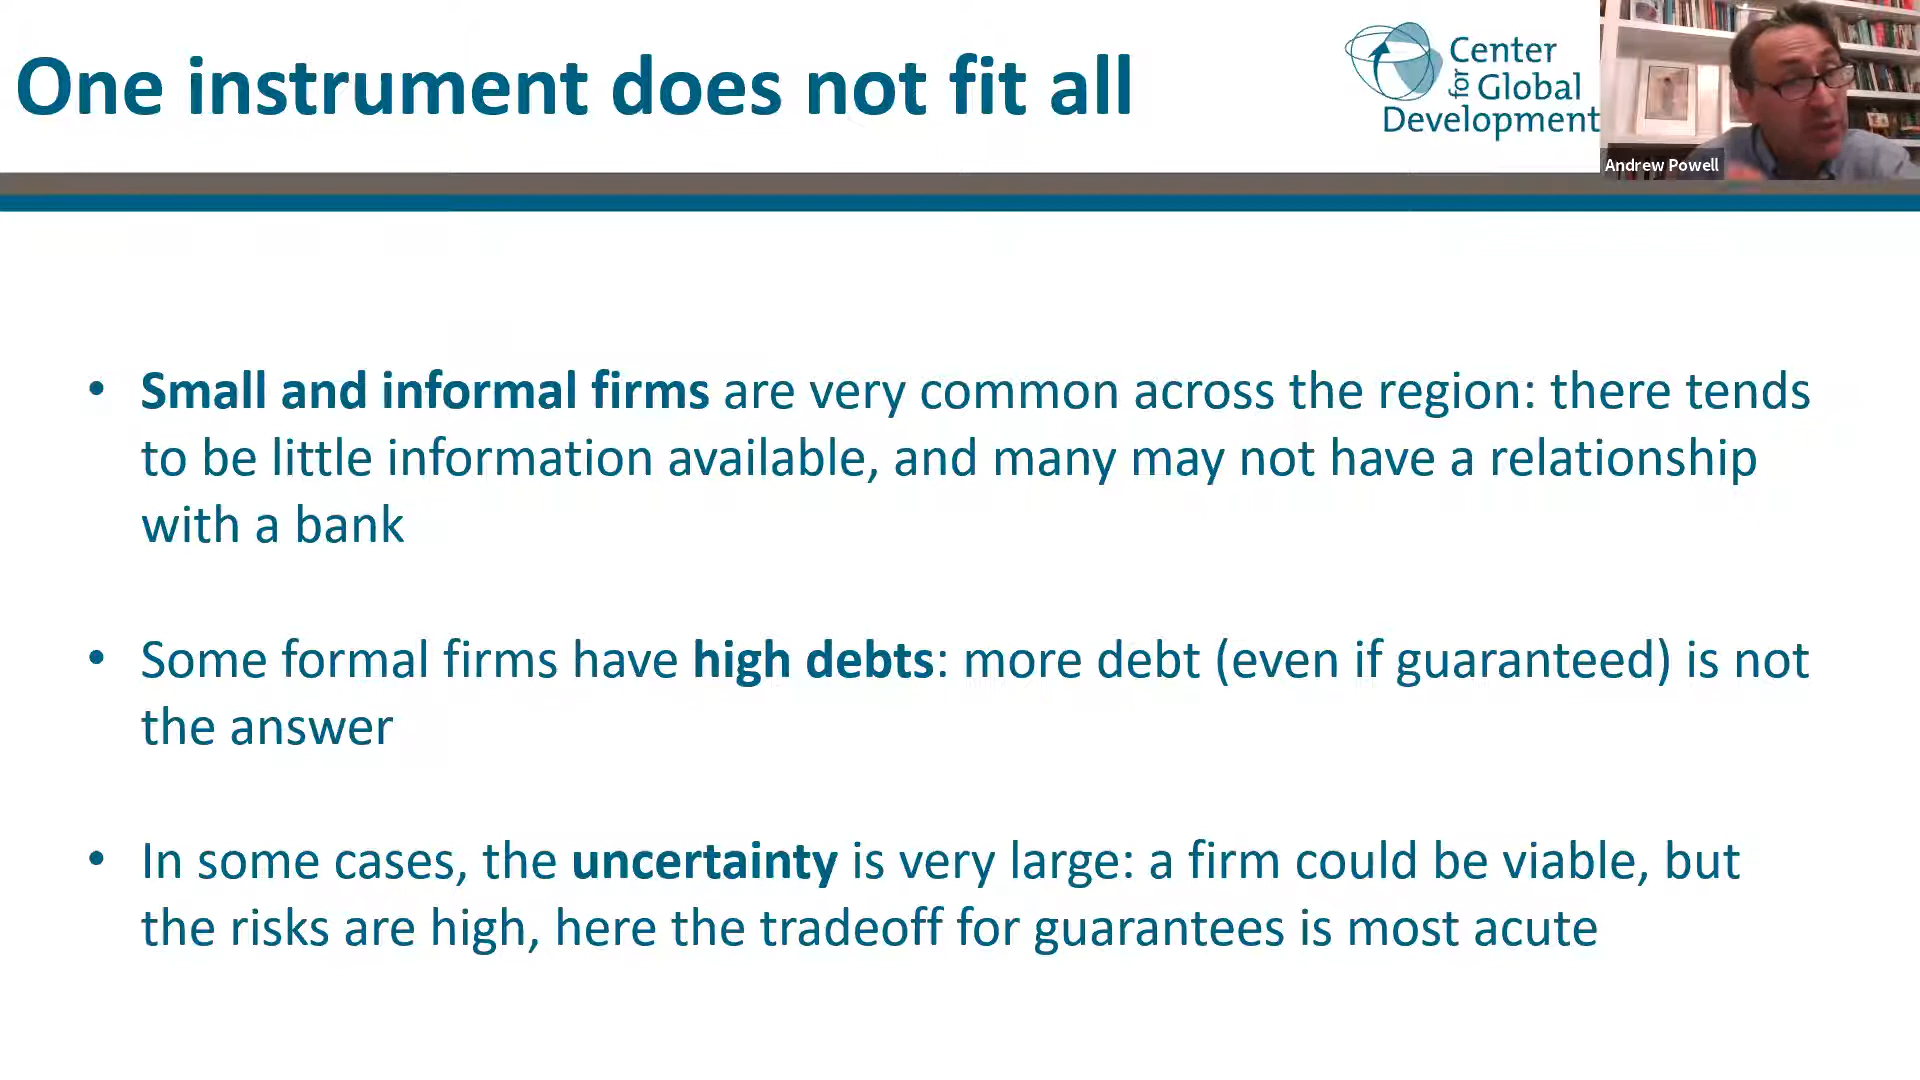 One instrument does not fit all
Center
for Global
Development
Andrew Powell
• Small and informal firms are very common across the region: there tends
to be little information available, and many may not have a relationship
with a bank
• Some formal firms have high debts: more debt (even if guaranteed) is not
the answer
• In some cases, the uncertainty is very large: a firm could be viable, but
the risks are high, here the tradeoff for guarantees is most acute